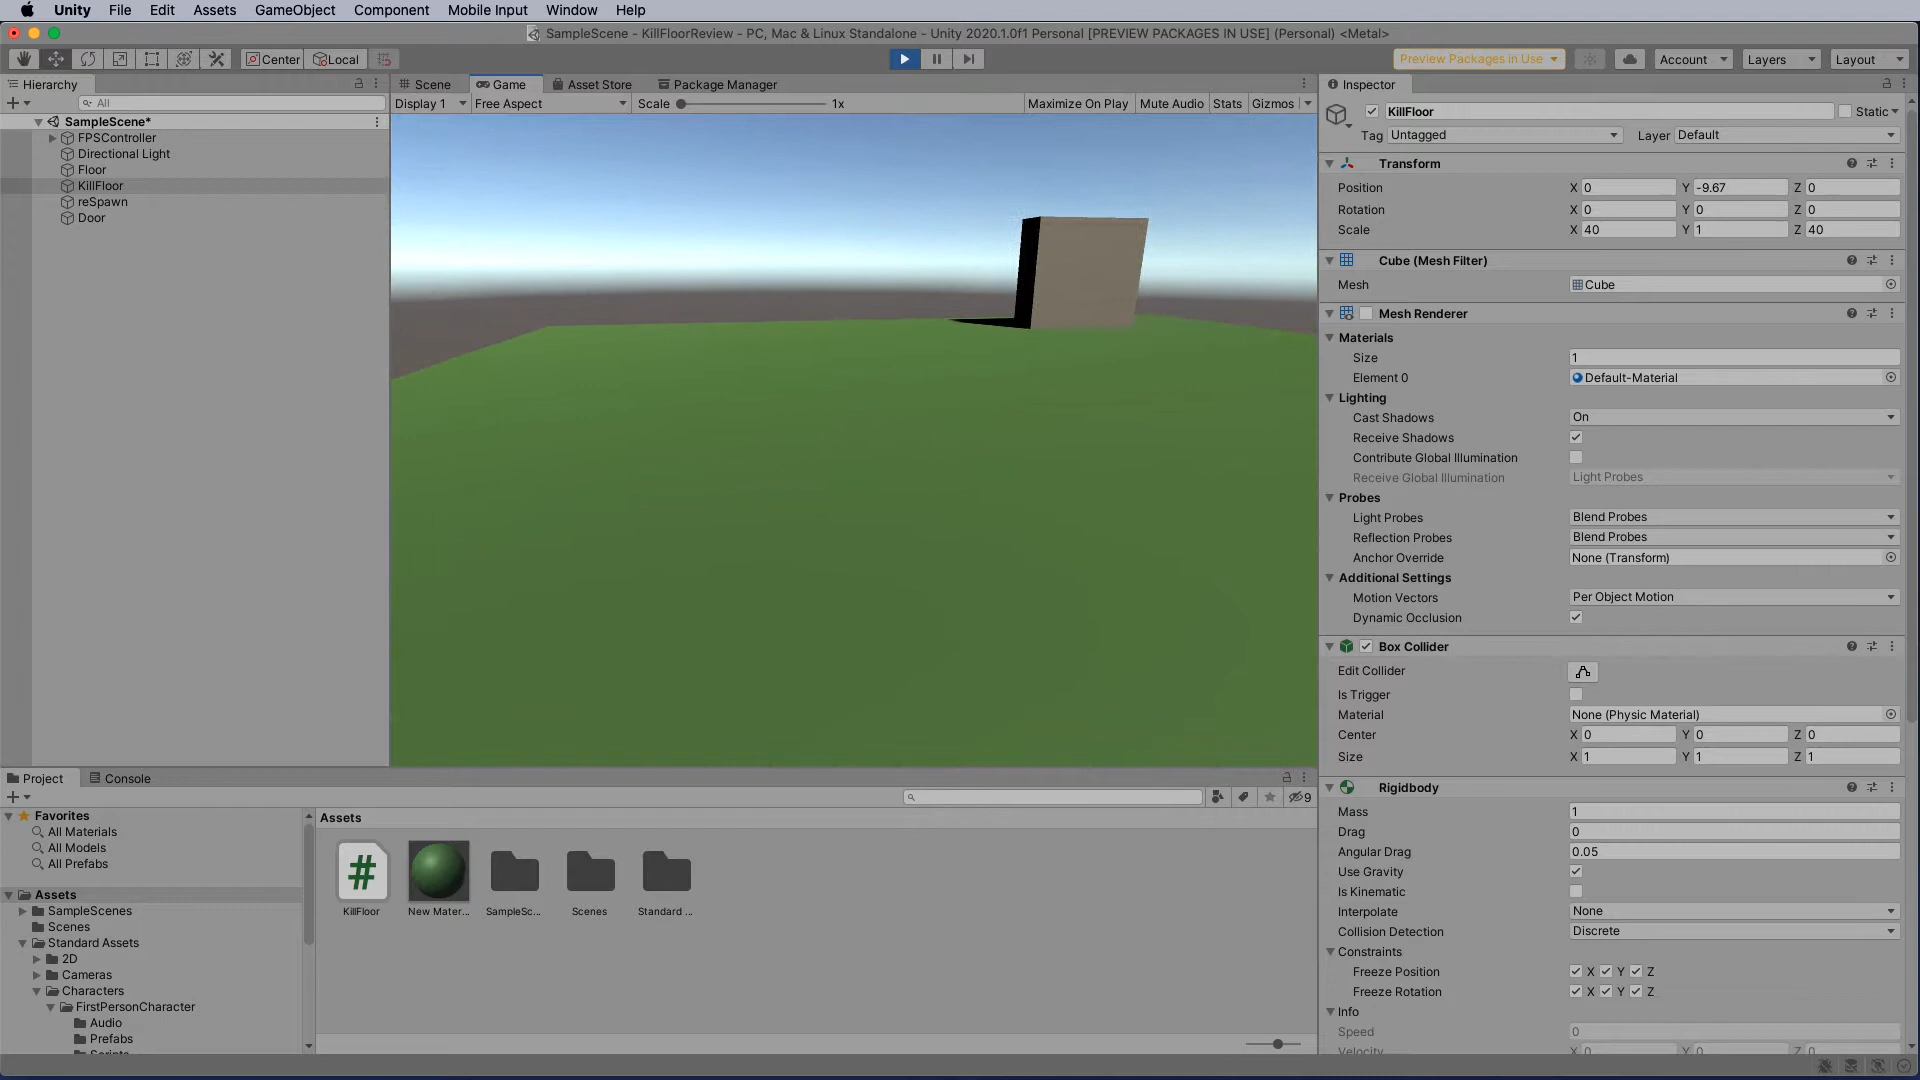 Unity File Edit Assets GameObject Component Mobile Input Window Help
SampleScene - KillFloorReview - PC, Mac & Linux Standalone - Unity 2020.1.0f1 Personal [PREVIEW PACKAGES IN USE] (Personal) <Metal>
Center Local Preview Packages in Use Account Layers Layout
Hierarchy
All
SampleScene*
FPSController
Directional Light
Floor
KillFloor
reSpawn
Door
Scene Game Asset Store Package Manager
Display 1 Free Aspect Scale 1x Maximize On Play Mute Audio Stats Gizmos
Inspector
KillFloor Static
Tag Untagged Layer Default
Transform
Position X 0 Y -9.67 Z 0
Rotation X 0 Y 0 Z 0
Scale X 40 Y 1 Z 40
Cube (Mesh Filter)
Mesh Cube
Mesh Renderer
Materials
Size 1
Element 0 Default-Material
Lighting
Cast Shadows On
Receive Shadows
Contribute Global Illumination
Receive Global Illumination Light Probes
Probes
Light Probes Blend Probes
Reflection Probes Blend Probes
Anchor Override None (Transform)
Additional Settings
Motion Vectors Per Object Motion
Dynamic Occlusion
Box Collider
Edit Collider
Is Trigger
Material None (Physic Material)
Center X 0 Y 0 Z 0
Size X 1 Y 1 Z 1
Rigidbody
Mass 1
Drag 0
Angular Drag 0.05
Use Gravity
Is Kinematic
Interpolate None
Collision Detection Discrete
Constraints
Freeze Position X Y Z
Freeze Rotation X Y Z
Info
Speed 0
Velocity X 0 Y 0 Z 0
Project Console
9
Favorites
All Materials
All Models
All Prefabs
Assets
SampleScenes
Scenes
Standard Assets
2D
Cameras
Characters
FirstPersonCharacter
Audio
Prefabs
Scripts
Assets
#
KillFloor New Mater... SampleSc... Scenes Standard ...